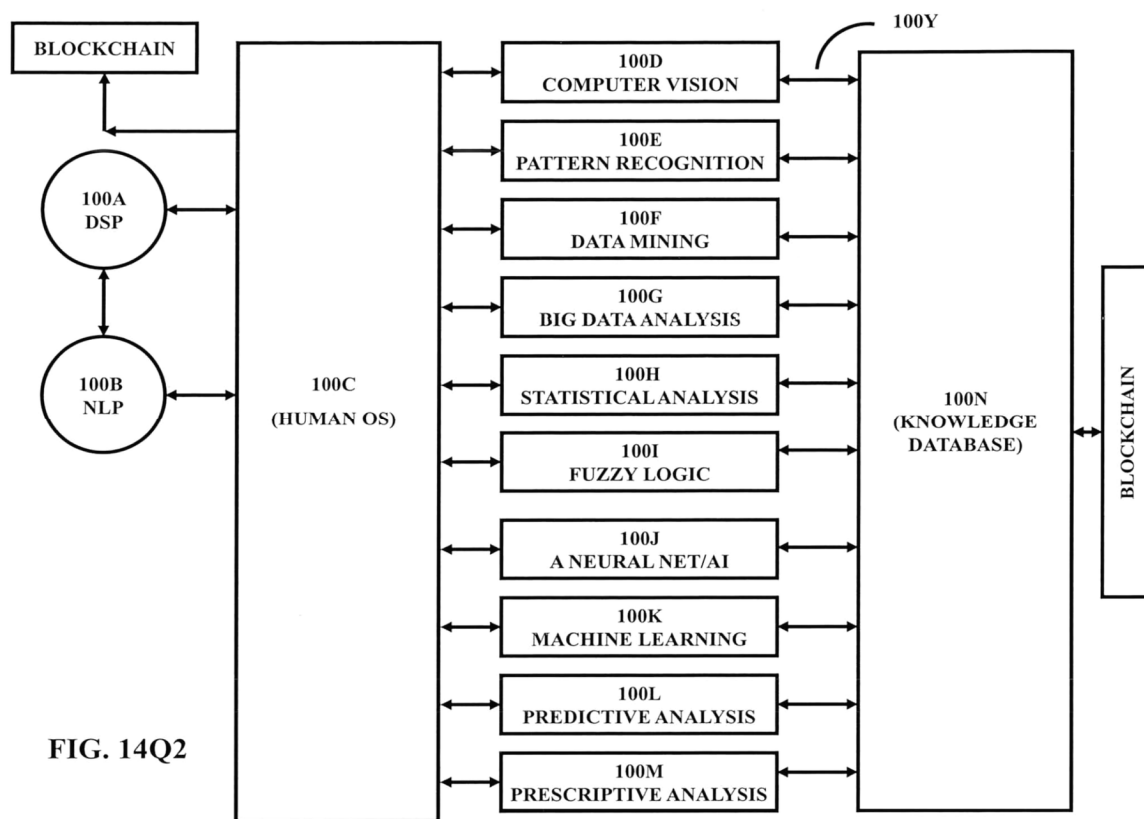 100Y
BLOCKCHAIN
100D
COMPUTER VISION
100E
PATTERN RECOGNITION
100A
DSP
100F
DATA MINING
100G
BIG DATA ANALYSIS
100B
NLP
100C
(HUMAN OS)
100H
STATISTICAL ANALYSIS
100N
(KNOWLEDGE
DATABASE)
BLOCKCHAIN
100I
FUZZY LOGIC
100J
A NEURAL NET/AI
100K
MACHINE LEARNING
100L
PREDICTIVE ANALYSIS
100M
PRESCRIPTIVE ANALYSIS
FIG. 14Q2